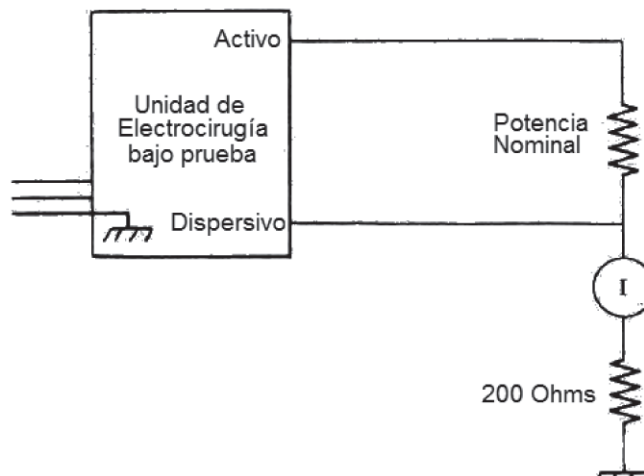 Activo
Unidad de
Electrocirugía
bajo prueba
Potencia
Nominal
Dispersivo
I
200 Ohms